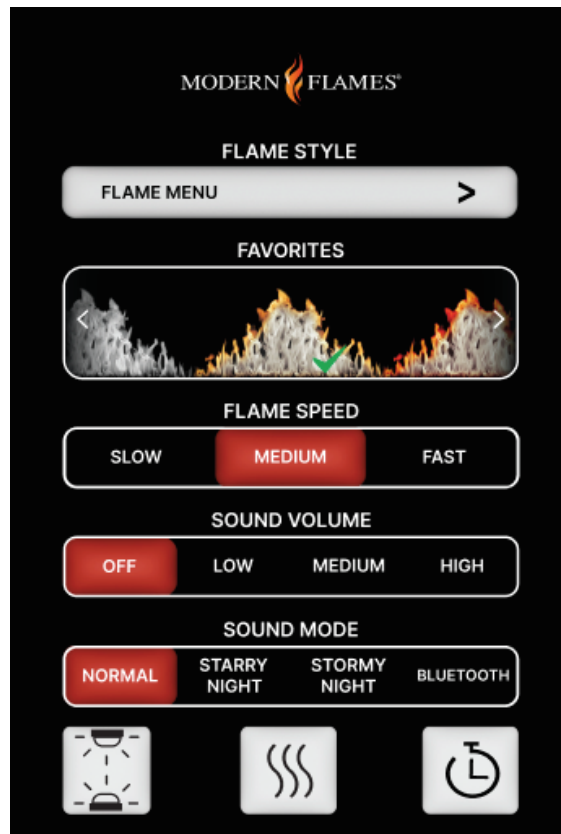 MODERN FLAMES®
FLAME STYLE
FLAME MENU >
FAVORITES
< >
FLAME SPEED
SLOW MEDIUM FAST
SOUND VOLUME
OFF LOW MEDIUM HIGH
SOUND MODE
NORMAL STARRY NIGHT STORMY NIGHT BLUETOOTH